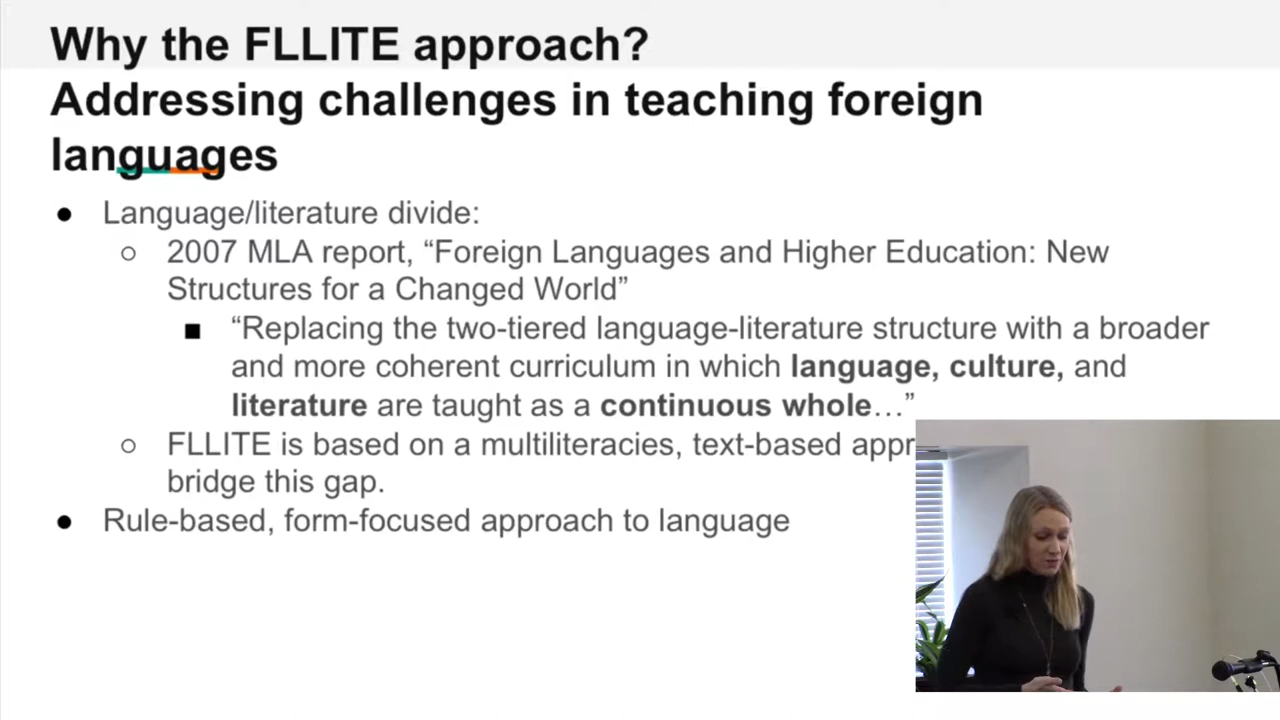 Why the FLLITE approach?
Addressing challenges in teaching foreign
languages
● Language/literature divide:
○ 2007 MLA report, “Foreign Languages and Higher Education: New
Structures for a Changed World”
■ “Replacing the two-tiered language-literature structure with a broader
and more coherent curriculum in which language, culture, and
literature are taught as a continuous whole…”
○ FLLITE is based on a multiliteracies, text-based
bridge this gap.
● Rule-based, form-focused approach to language